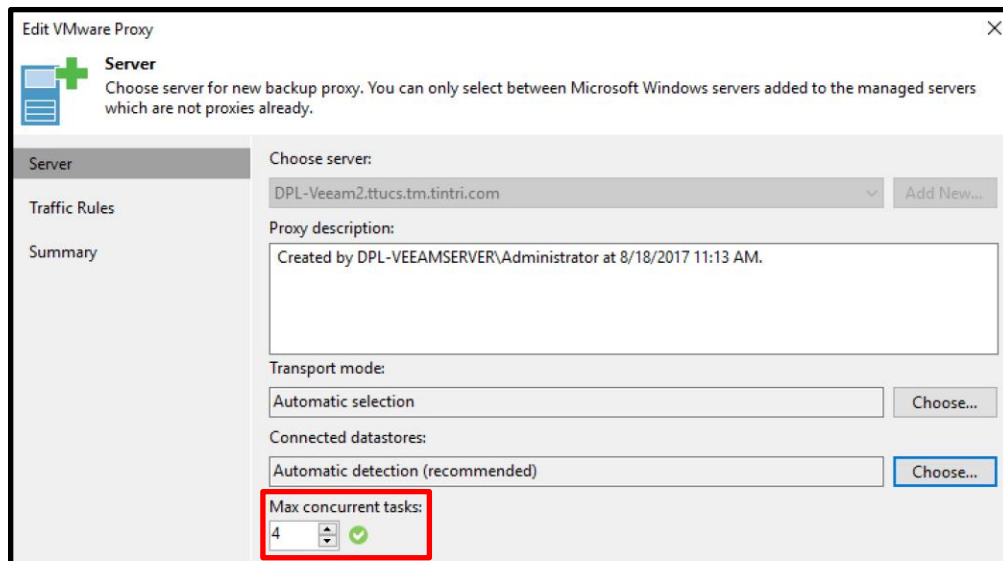 Edit VMware Proxy
Server
Choose server for new backup proxy. You can only select between Microsoft Windows servers added to the managed servers
which are not proxies already.
Server
Traffic Rules
Summary
Choose server:
DPL-Veeam2.ttucs.tm.tintri.com
Add New...
Proxy description:
Created by DPL-VEEAMSERVER\Administrator at 8/18/2017 11:13 AM.
Transport mode:
Automatic selection
Choose...
Connected datastores:
Automatic detection (recommended)
Choose...
Max concurrent tasks:
4